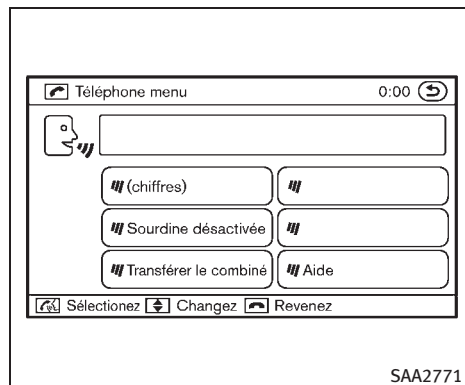 Téléphone menu 0:00
(chiffres)
Sourdine désactivée
Transférer le combiné Aide
Sélectionez Changez Revenez
SAA2771